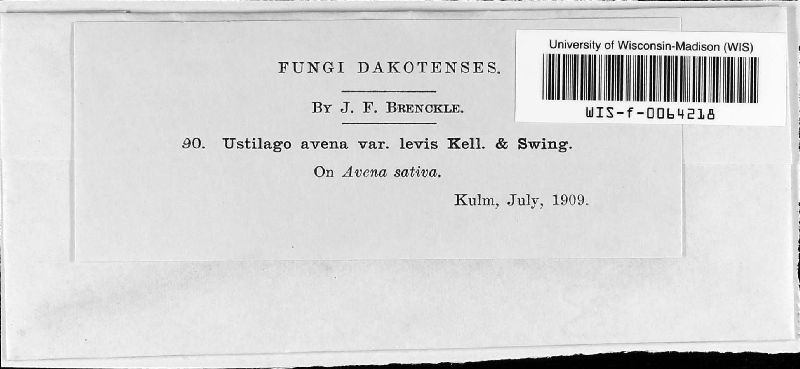 FUNGI DAKOTENSES.
By J. F. Brenckle.
90. Ustilago avena var. levis Kell. & Swing.
On Avena sativa.
Kulm, July, 1909.
University of Wisconsin-Madison (WIS)
WIS-f-0064218